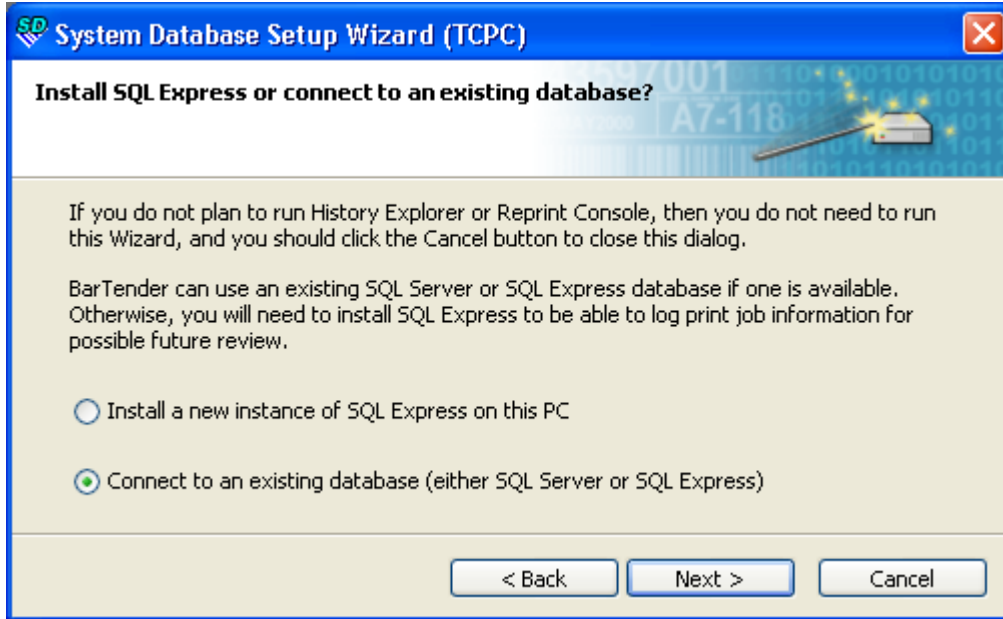 SD System Database Setup Wizard (TCPC)
Install SQL Express or connect to an existing database?
A7-118
If you do not plan to run History Explorer or Reprint Console, then you do not need to run
this Wizard, and you should click the Cancel button to close this dialog.
BarTender can use an existing SQL Server or SQL Express database if one is available.
Otherwise, you will need to install SQL Express to be able to log print job information for
possible future review.
Install a new instance of SQL Express on this PC
Connect to an existing database (either SQL Server or SQL Express)
< Back Next > Cancel